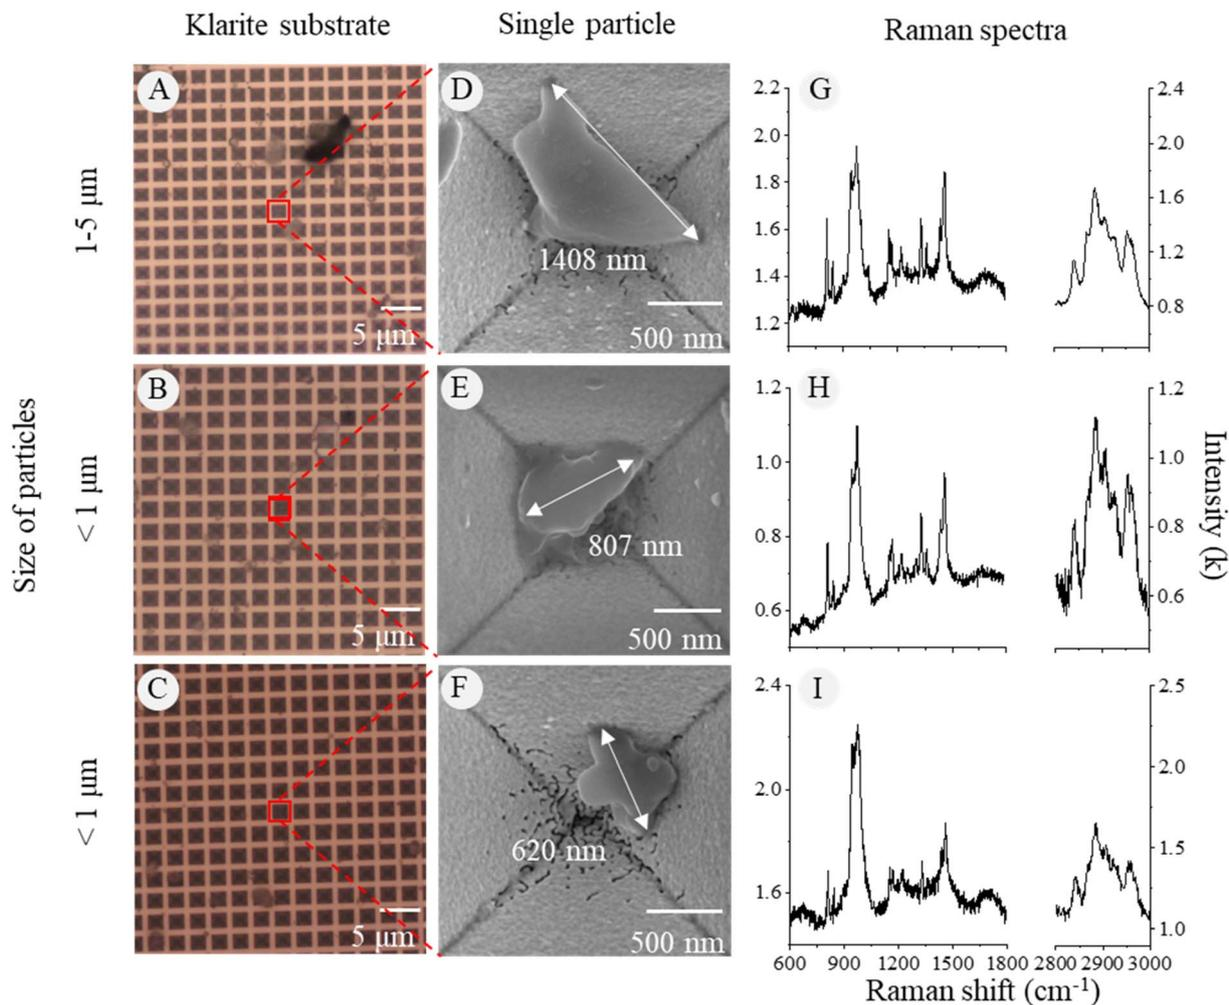 Klarite substrate
Single particle
Raman spectra
Size of particles
1-5 μm
A
5 μm
D
1408 nm
500 nm
G
2.2
2.0
1.8
1.6
1.4
1.2
2.4
2.0
1.6
1.2
0.8
< 1 μm
B
5 μm
E
807 nm
500 nm
H
1.2
1.0
0.8
0.6
1.2
1.0
0.8
0.6
Intensity (k)
< 1 μm
C
5 μm
F
620 nm
500 nm
I
2.4
2.0
1.6
2.5
2.0
1.5
1.0
600 900 1200 1500 1800 2800 2900 3000
Raman shift (cm⁻¹)